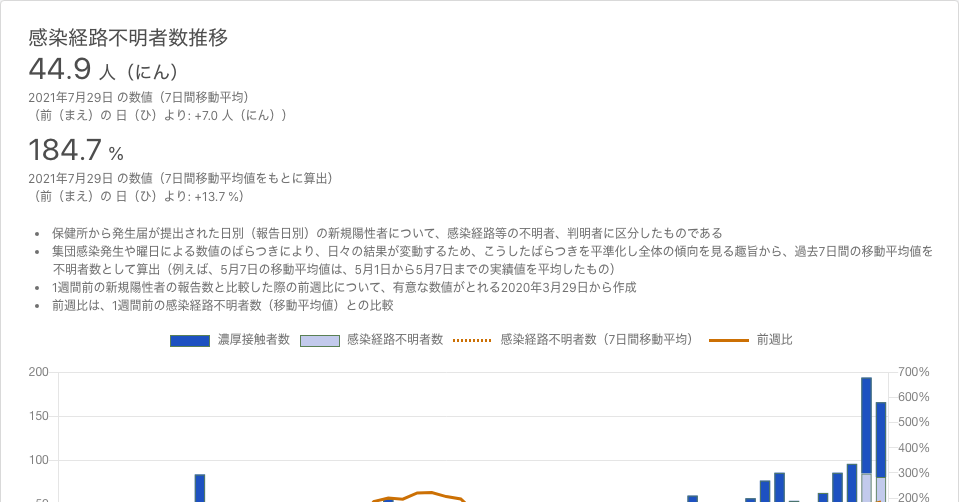 感染経路不明者数推移
44.9 人（にん）
2021年7月29日 の数値（7日間移動平均）
（前（まえ）の 日（ひ）より: +7.0 人（にん））
184.7 %
2021年7月29日 の数値（7日間移動平均値をもとに算出）
（前（まえ）の 日（ひ）より: +13.7 %）
• 保健所から発生届が提出された日別（報告日別）の新規陽性者について、感染経路等の不明者、判明者に区分したものである
• 集団感染発生や曜日による数値のばらつきにより、日々の結果が変動するため、こうしたばらつきを平準化し全体の傾向を見る趣旨から、過去7日間の移動平均値を
不明者数として算出（例えば、5月7日の移動平均値は、5月1日から5月7日までの実績値を平均したもの）
• 1週間前の新規陽性者の報告数と比較した際の前週比について、有意な数値がとれる2020年3月29日から作成
• 前週比は、1週間前の感染経路不明者数（移動平均値）との比較
濃厚接触者数 感染経路不明者数 感染経路不明者数（7日間移動平均） 前週比
200 700%
600%
150
500%
400%
100
300%
50 200%